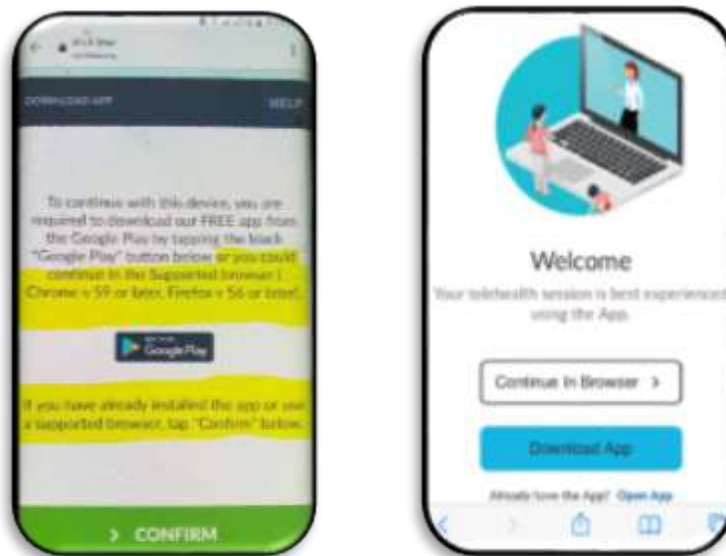 DOWNLOAD APP HELP
To continue with this device, you are
required to download our FREE app from
the Google Play by tapping the black
"Google Play" button below or you could
continue in the Supported browser (
Chrome v 59 or later, Firefox v 56 or later).
Google Play
If you have already installed the app or use
a supported browser, tap "Confirm" below.
> CONFIRM
Welcome
Your telehealth session is best experienced
using the App.
Continue In Browser >
Download App
Already have the App? Open App